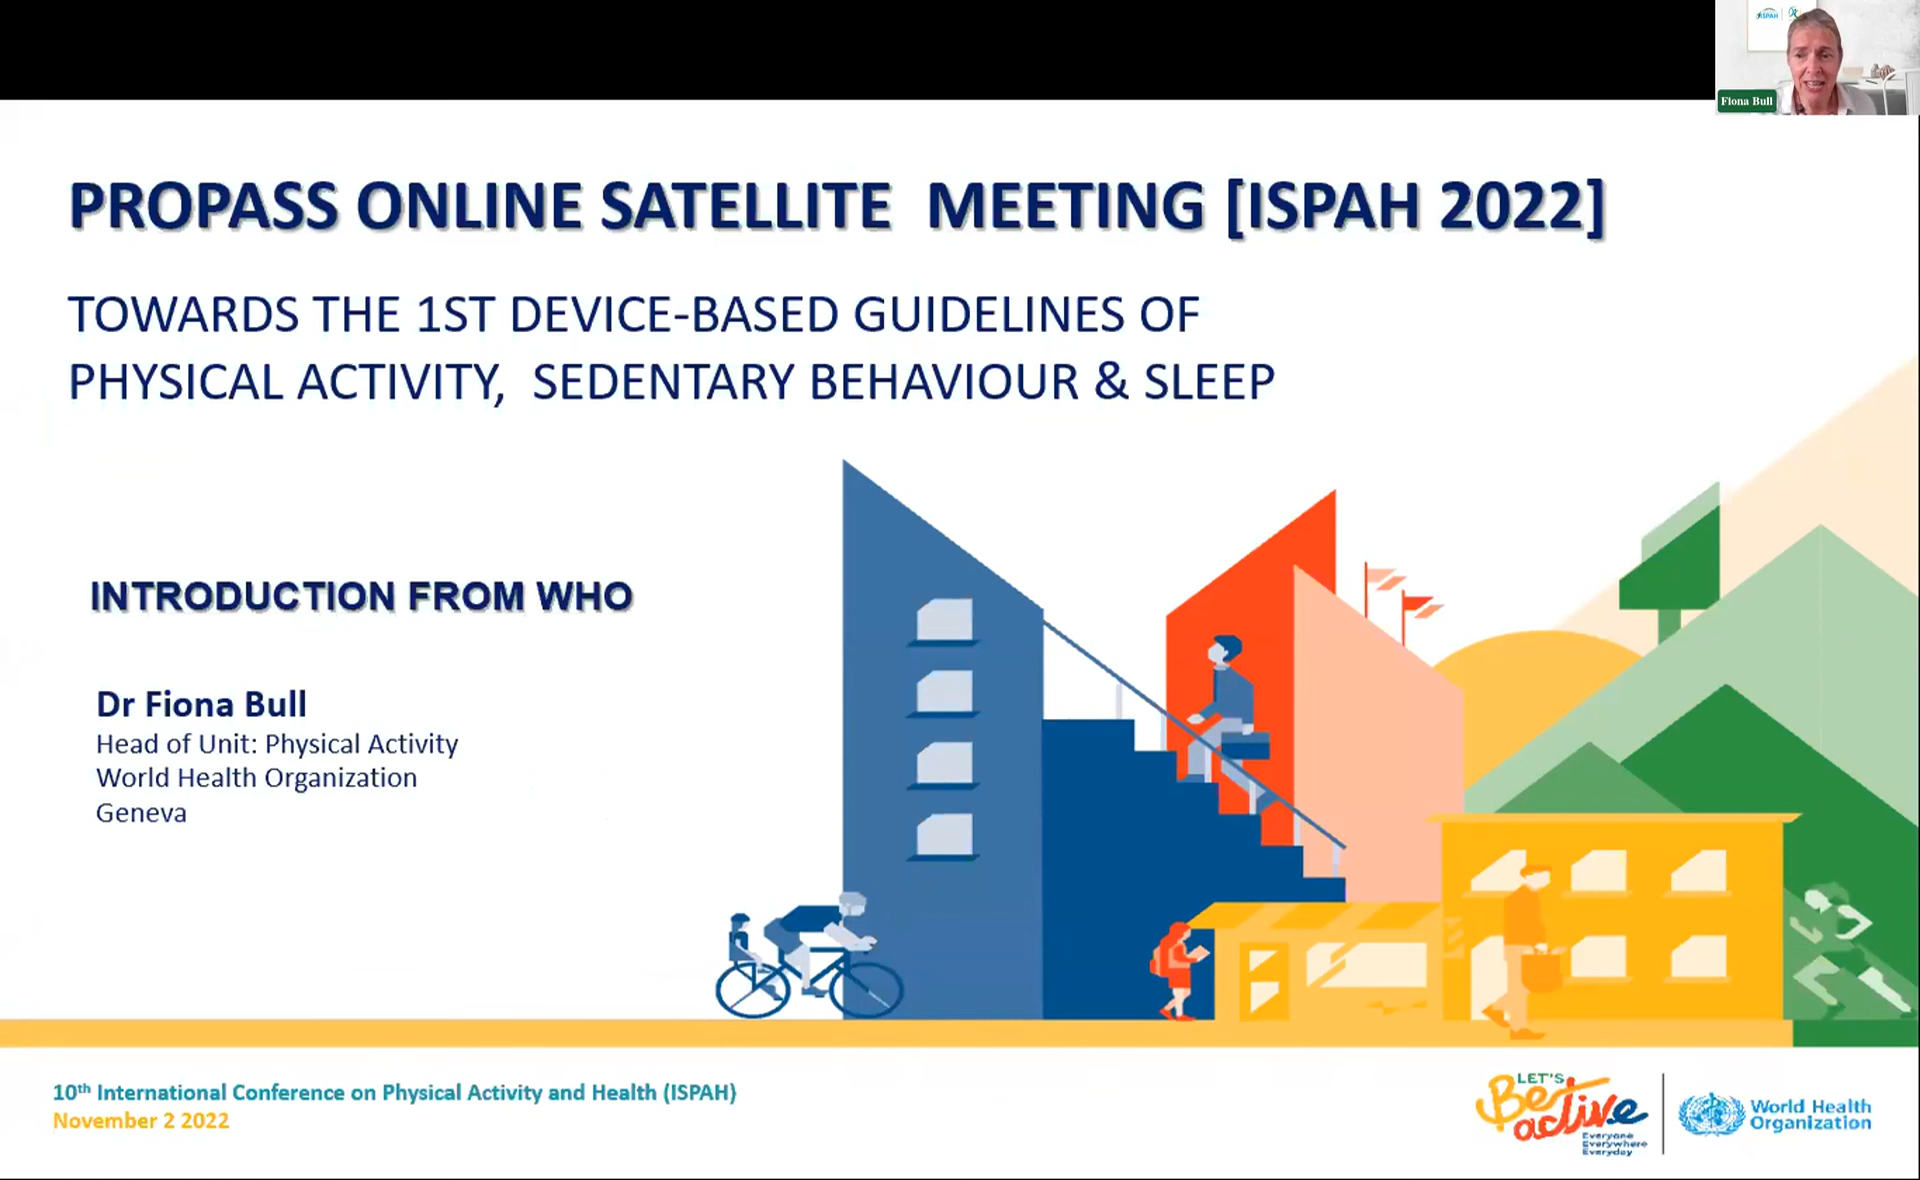 ISPAH
Fiona Bull
PROPASS ONLINE SATELLITE MEETING [ISPAH 2022]
TOWARDS THE 1ST DEVICE-BASED GUIDELINES OF
PHYSICAL ACTIVITY, SEDENTARY BEHAVIOUR & SLEEP
INTRODUCTION FROM WHO
Dr Fiona Bull
Head of Unit: Physical Activity
World Health Organization
Geneva
10th International Conference on Physical Activity and Health (ISPAH)
November 2 2022
LET'S
Be
active
Everyone
Everywhere
Everyday
World Health
Organization